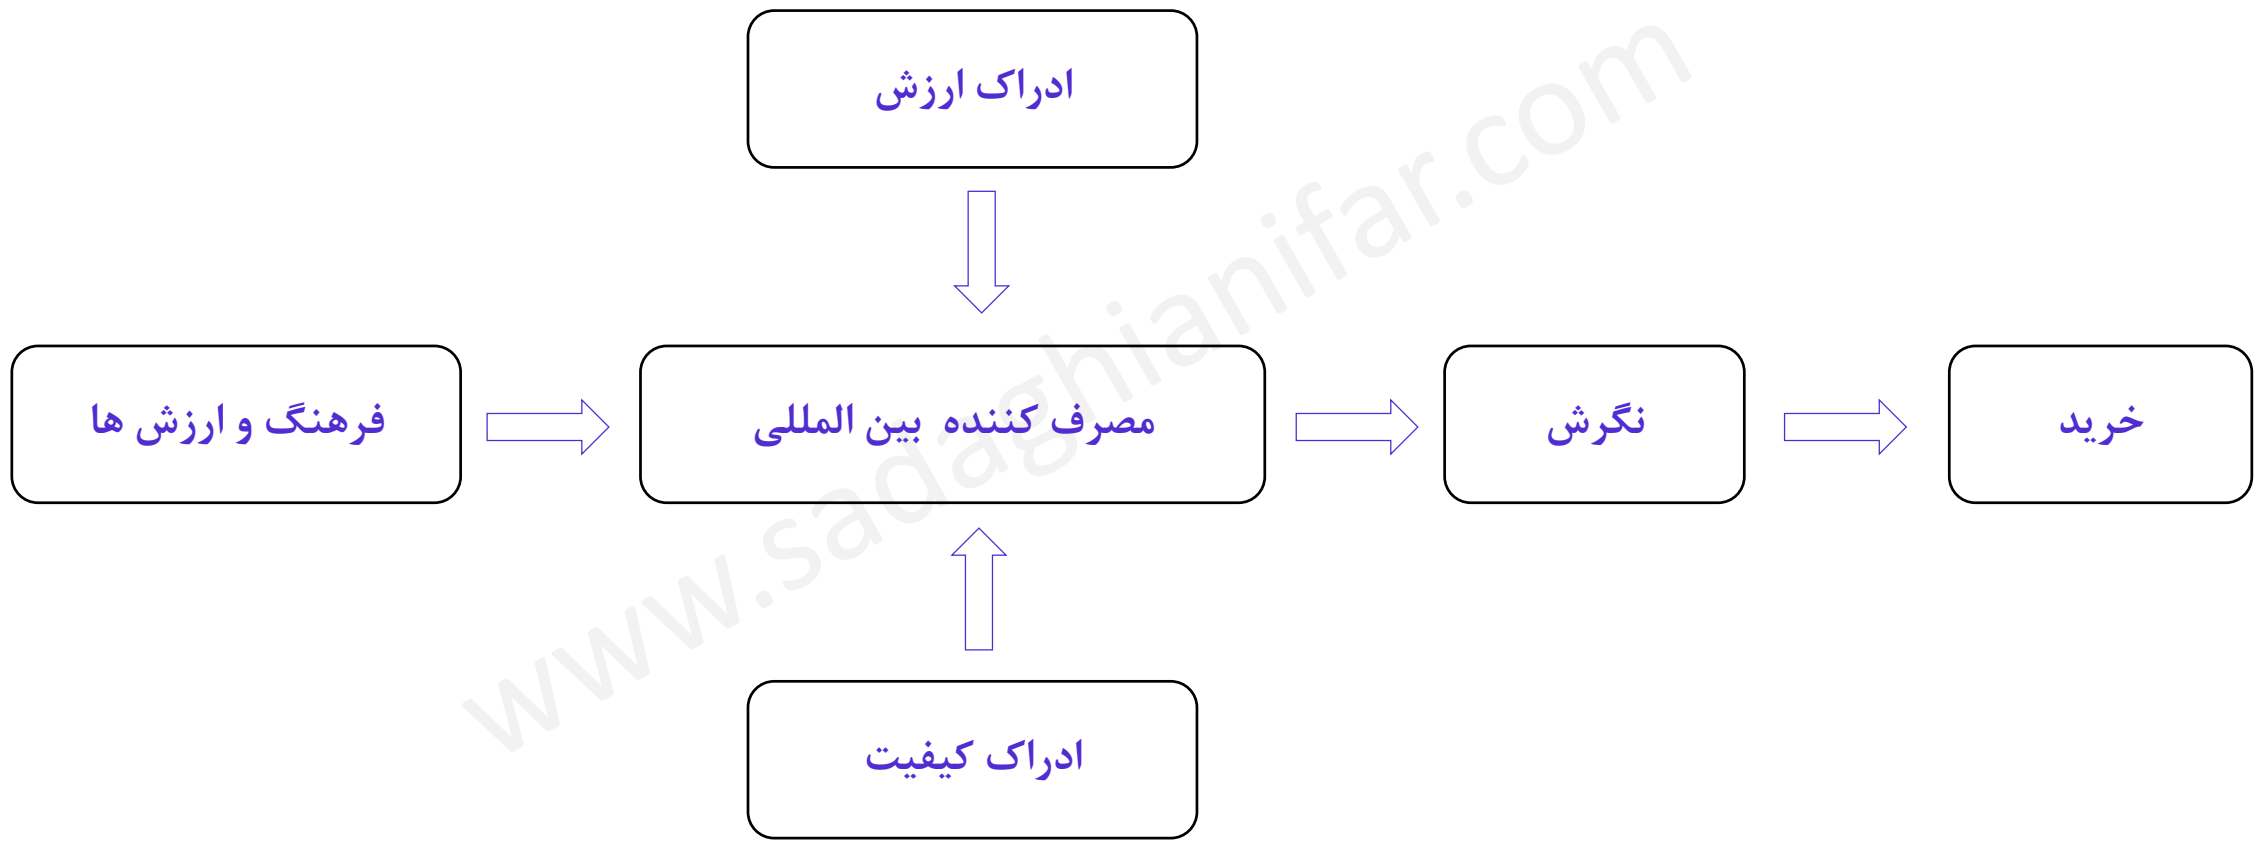 ادراک ارزش
فرهنگ و ارزش ها
مصرف کننده بین المللی
نگرش
خرید
ادراک کیفیت
www.sadaghianifar.com